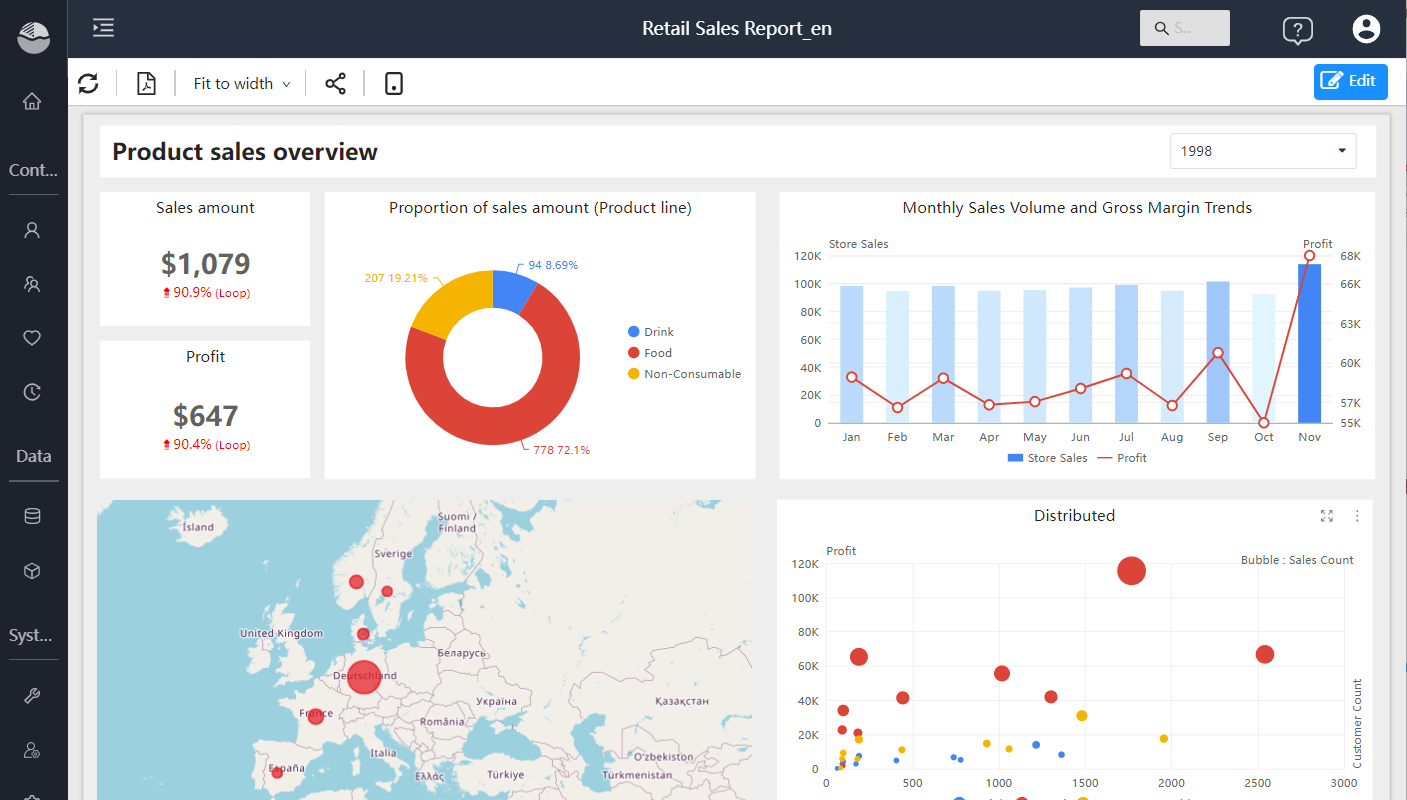 Retail Sales Report_en
S...
Fit to width
Edit
Cont...
Data
Syst...
Product sales overview
1998
Sales amount
$1,079
90.9% (Loop)
Profit
$647
90.4% (Loop)
Proportion of sales amount (Product line)
94 8.69%
207 19.21%
778 72.1%
Drink
Food
Non-Consumable
Monthly Sales Volume and Gross Margin Trends
Store Sales
Profit
120K
100K
80K
60K
40K
20K
0
68K
66K
63K
60K
57K
55K
Jan Feb Mar Apr May Jun Jul Aug Sep Oct Nov
Store Sales Profit
Ísland
Suomi /
Finland
Sverige
United Kingdom
Беларусь
Deutschland
Україна
Қазақстан
France
România
Italia
O'zbekiston
España
Ελλάς
Türkiye
Türkmenistan
Distributed
Profit
Bubble : Sales Count
120K
100K
80K
60K
40K
20K
0
Customer Count
0 500 1000 1500 2000 2500 3000